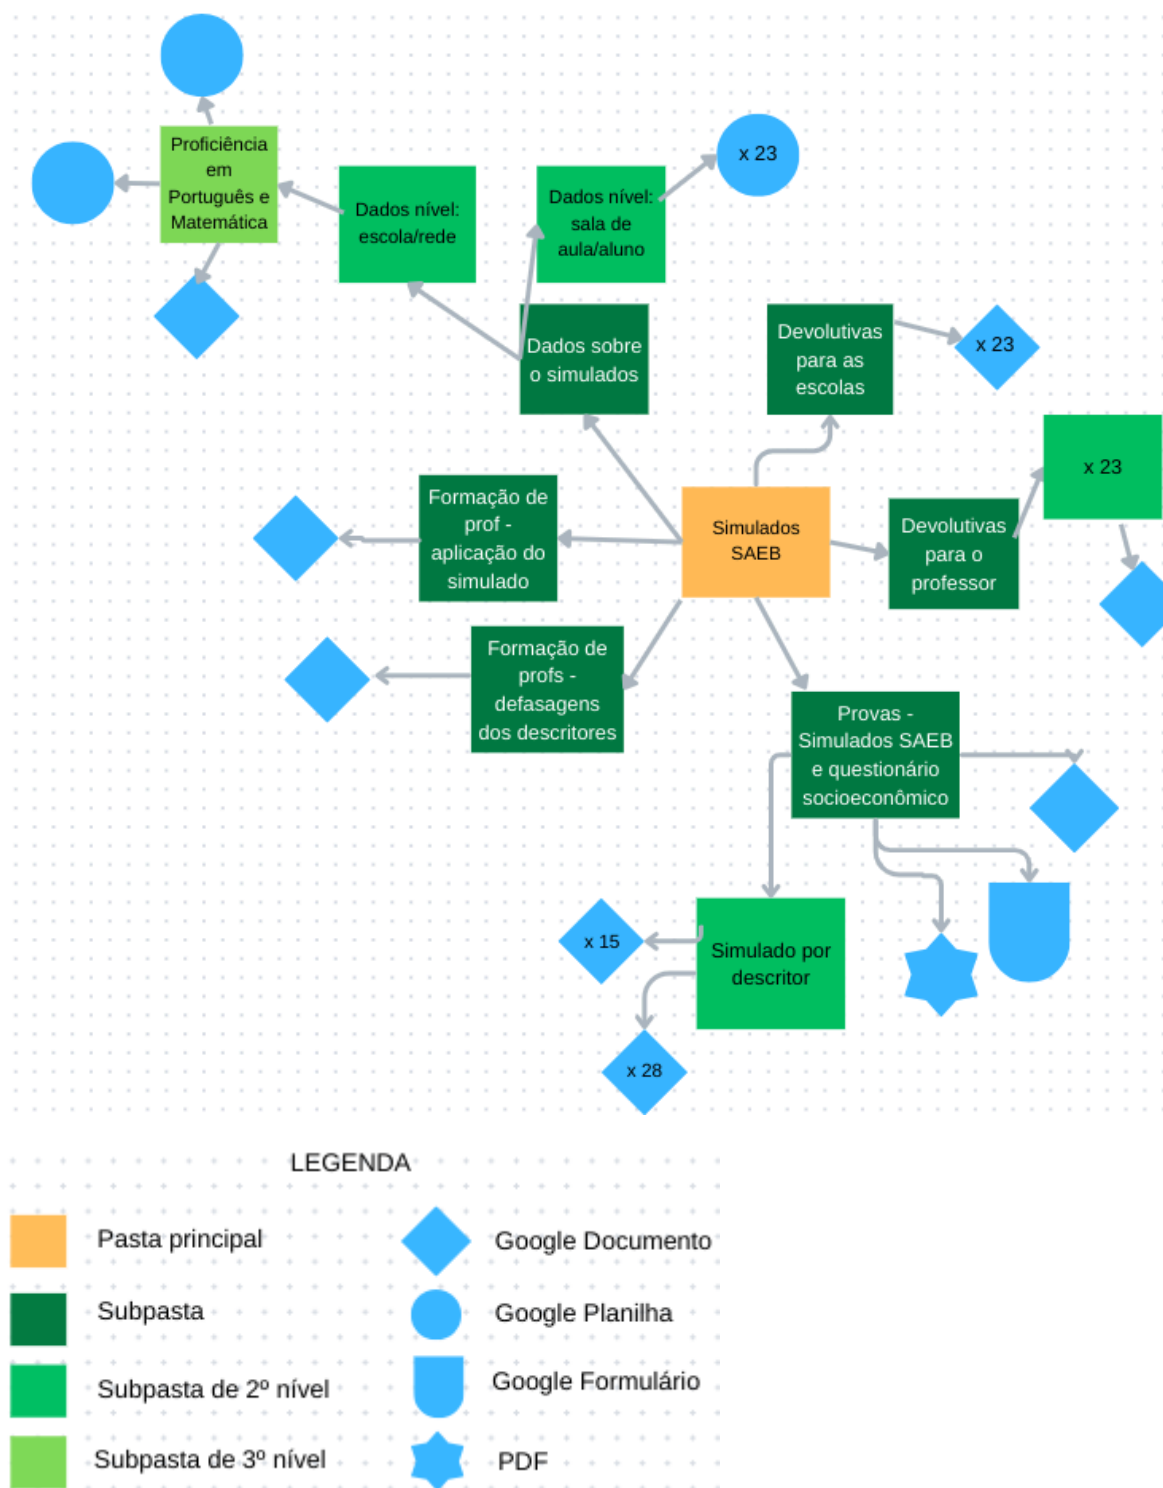 Proficiência
em
Português e
Matemática
Dados nível:
escola/rede
Dados nível:
sala de
aula/aluno
x 23
Dados sobre
o simulados
Devolutivas
para as
escolas
x 23
Formação de
prof -
aplicação do
simulado
Simulados
SAEB
Devolutivas
para o
professor
x 23
Formação de
profs -
defasagens
dos descritores
Provas -
Simulados SAEB
e questionário
socioeconômico
x 15
Simulado por
descritor
x 28
LEGENDA
Pasta principal
Google Documento
Subpasta
Google Planilha
Subpasta de 2º nível
Google Formulário
Subpasta de 3º nível
PDF